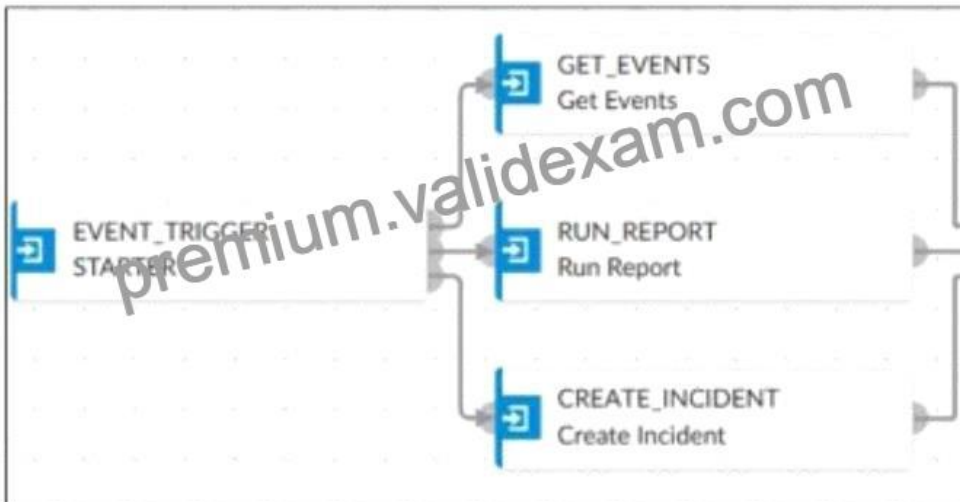 GET_EVENTS
Get Events
premium.validexam.com
EVENT_TRIGGER
STARTER
RUN_REPORT
Run Report
CREATE_INCIDENT
Create Incident